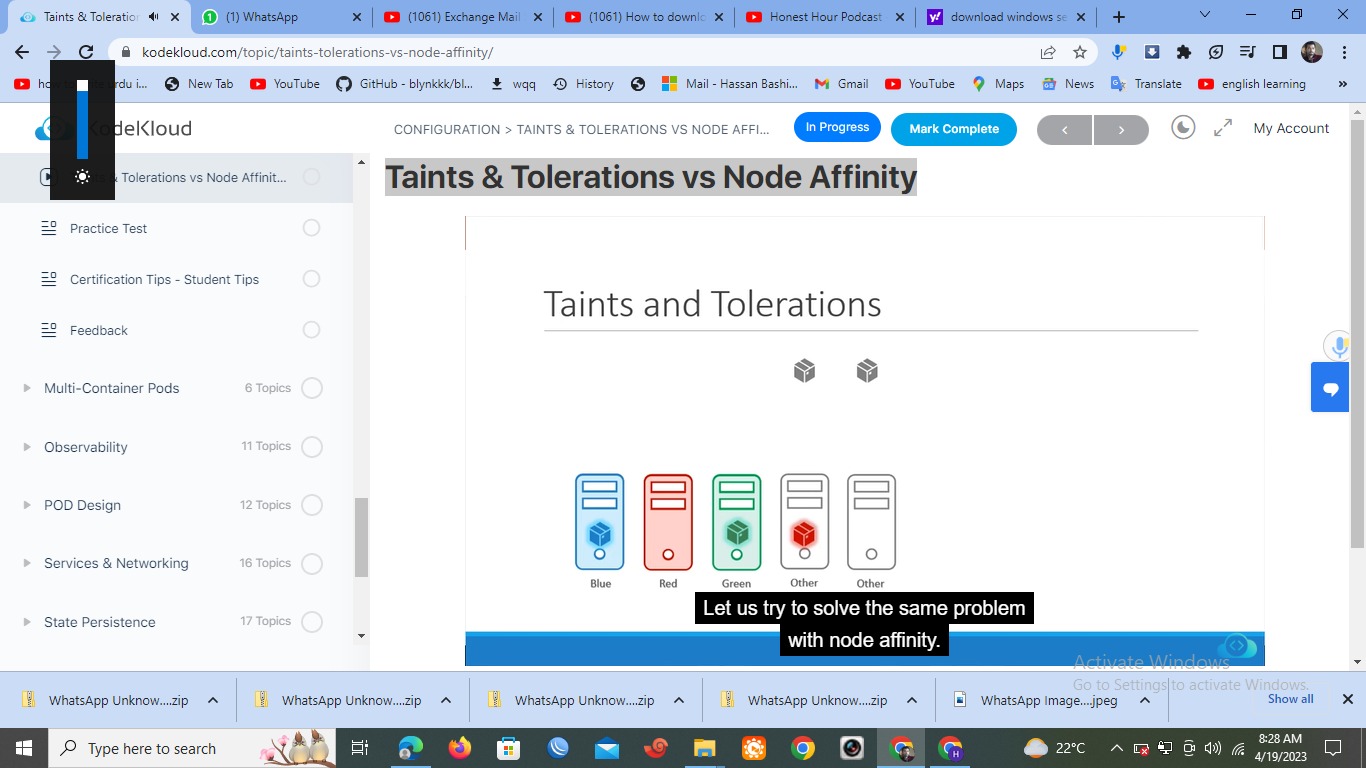 Taints & Tolerati
(1) WhatsApp
(1061) Exchange Mail
(1061) How to downlo
Honest Hour Podcast
download windows se
kodekloud.com/topic/taints-tolerations-vs-node-affinity/
urdu i...
New Tab
YouTube
GitHub - blynkkk/bl...
wqq
History
Mail - Hassan Bashi...
Gmail
YouTube
Maps
News
Translate
english learning
»
KodeKloud
CONFIGURATION > TAINTS & TOLERATIONS VS NODE AFFI...
In Progress
Mark Complete
My Account
& Tolerations vs Node Affinit...
Practice Test
Certification Tips - Student Tips
Feedback
Multi-Container Pods 6 Topics
Observability 11 Topics
POD Design 12 Topics
Services & Networking 16 Topics
State Persistence 17 Topics
Taints & Tolerations vs Node Affinity
Taints and Tolerations
Blue Red Green Other Other
Let us try to solve the same problem
with node affinity.
Activate Windows
Go to Settings to activate Windows.
WhatsApp Unknow....zip
WhatsApp Unknow....zip
WhatsApp Unknow....zip
WhatsApp Unknow....zip
WhatsApp Image....jpeg
Show all
Type here to search
22°C
8:28 AM
4/19/2023